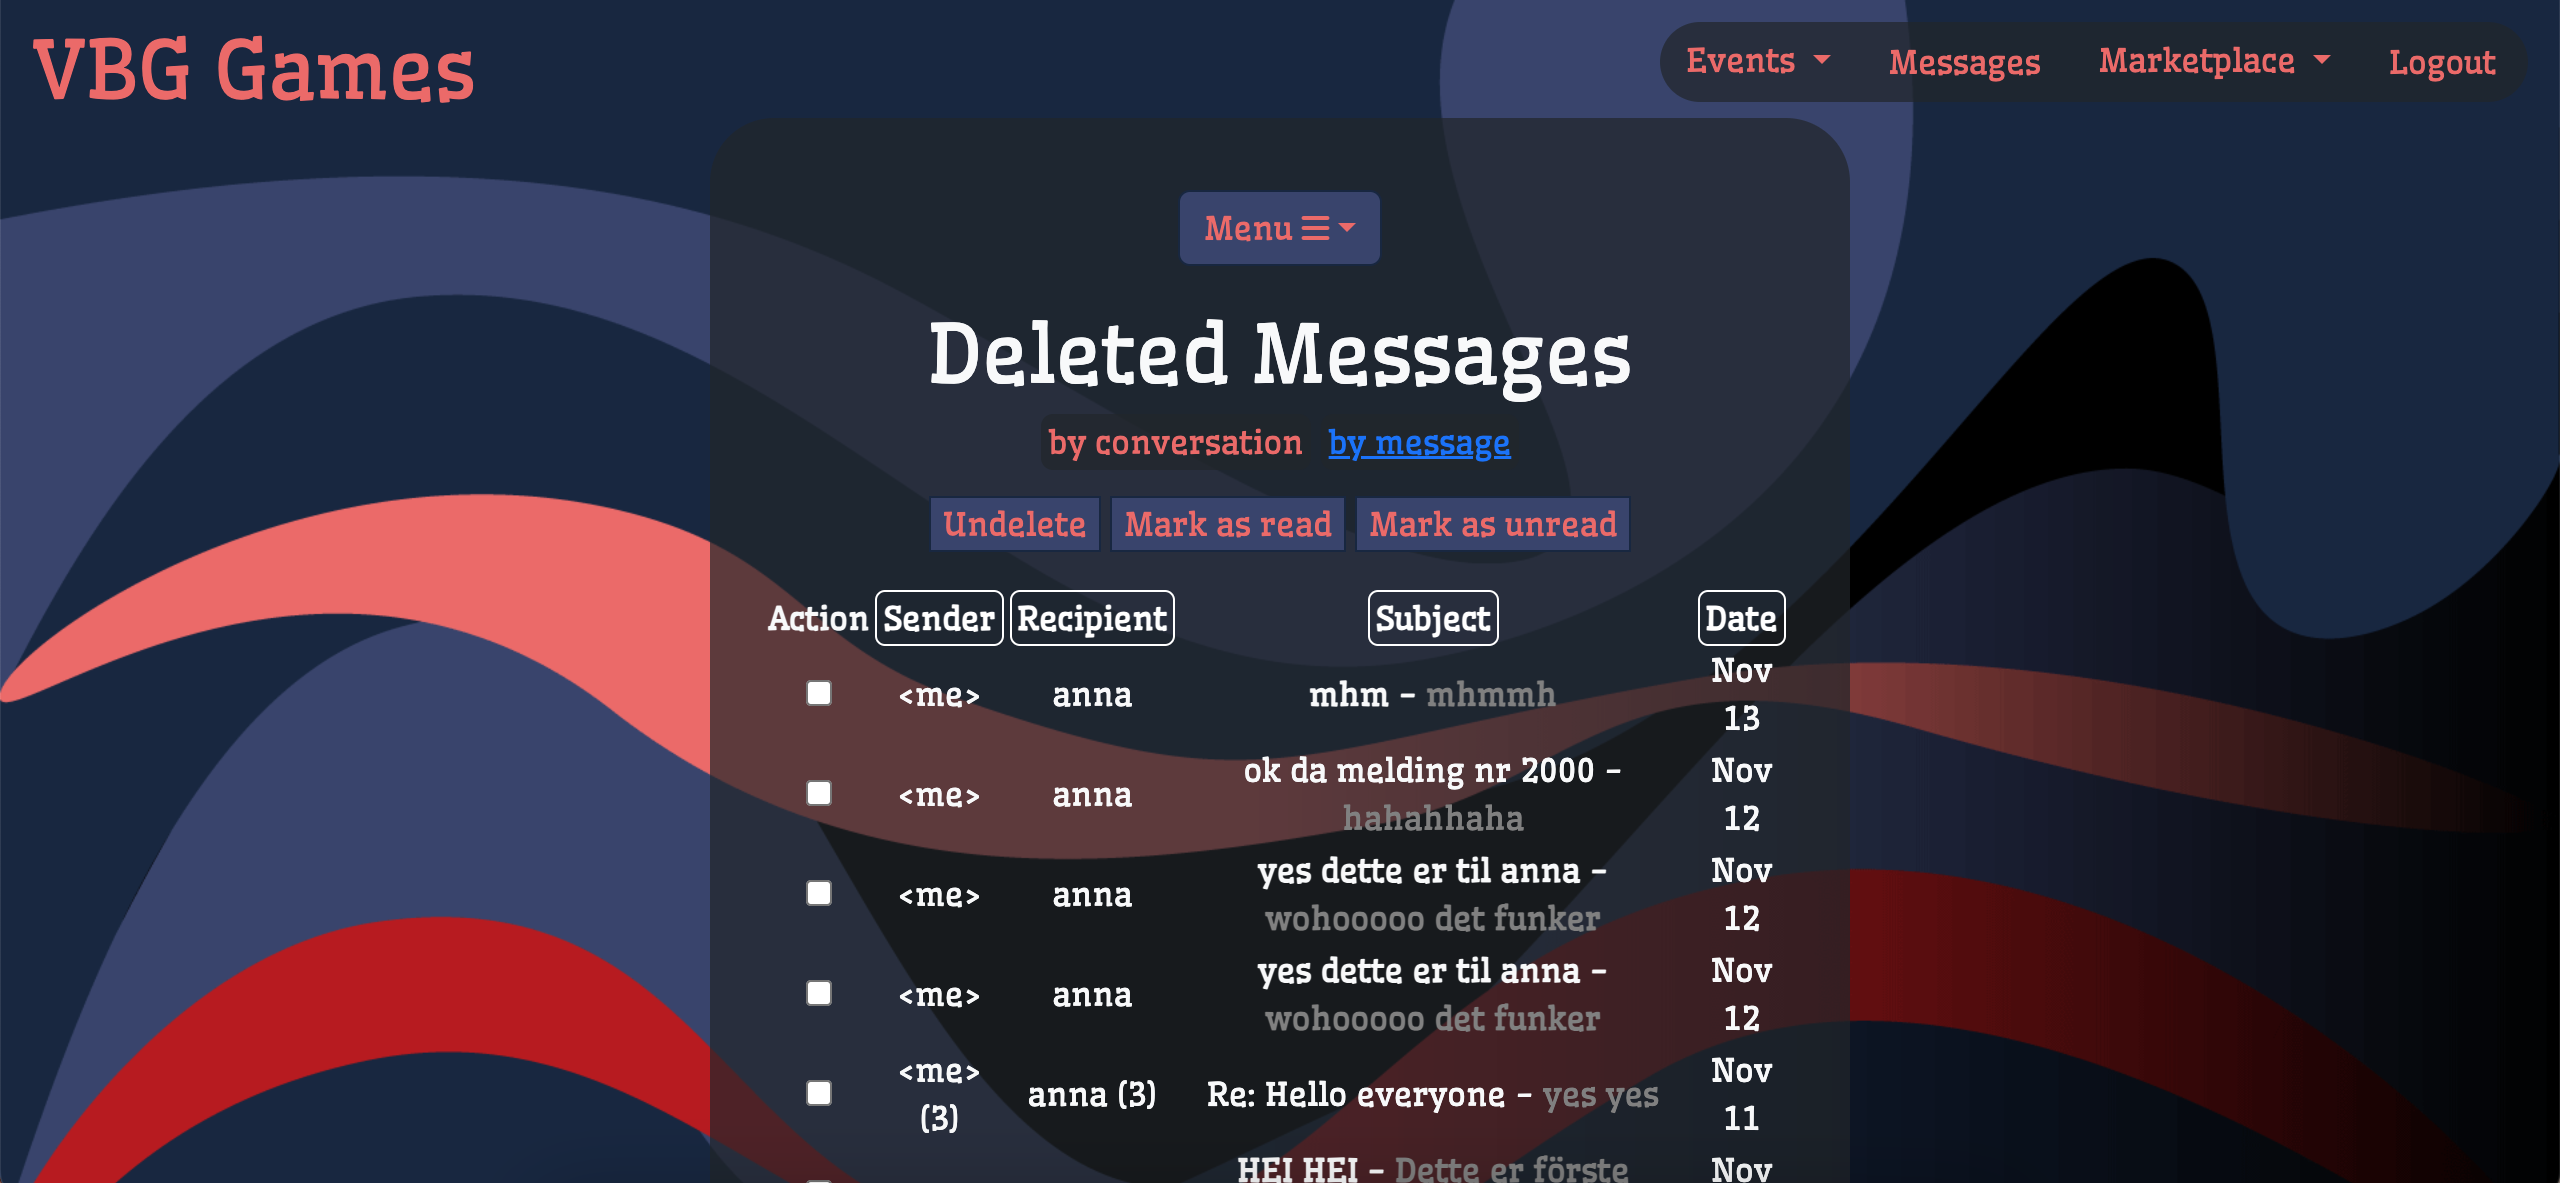 VBG Games
Events Messages Marketplace Logout
Menu
Deleted Messages
by conversation by message
Undelete Mark as read Mark as unread
Action Sender Recipient Subject Date
<me> anna mhm – mhmmh Nov 13
<me> anna ok da melding nr 2000 – hahahhaha Nov 12
<me> anna yes dette er til anna – wohooooo det funker Nov 12
<me> anna yes dette er til anna – wohooooo det funker Nov 12
<me> (3) anna (3) Re: Hello everyone – yes yes Nov 11
HEI HEI – Dette er förste Nov